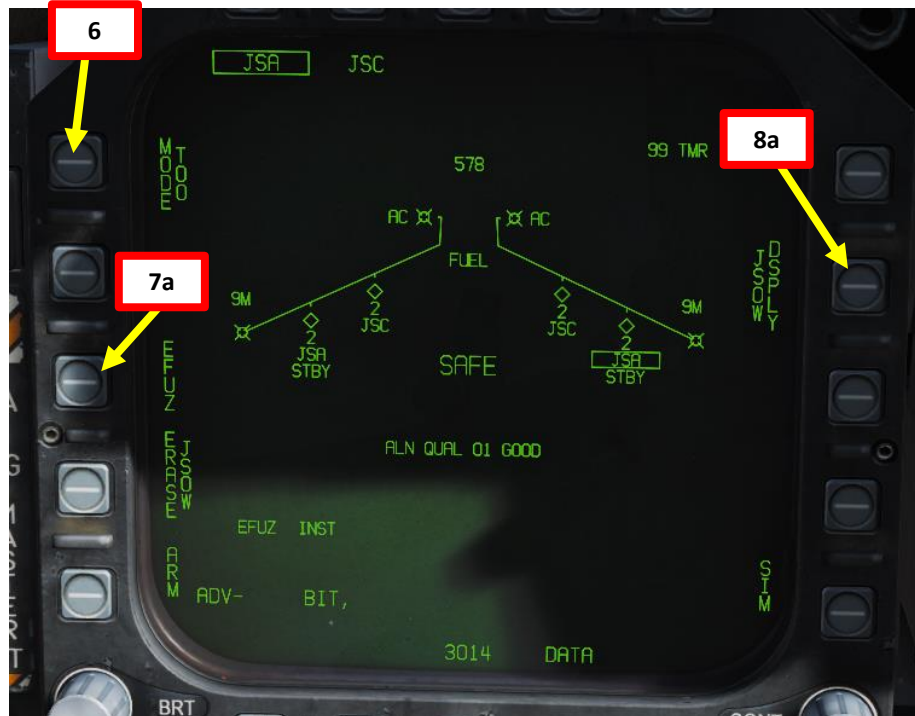 6
JSA JSC
8a
MODE
TOO
578
99 TMR
AC AC
FUEL
JSOW
DSPLY
7a
9M 9M
2 2
JSC JSC
2 2
JSA JSA
STBY STBY
SAFE
EFUZ
ALN QUAL 01 GOOD
ERASE
JSOW
EFUZ INST
ARM
SIM
ADV- BIT,
3014 DATA
BRT